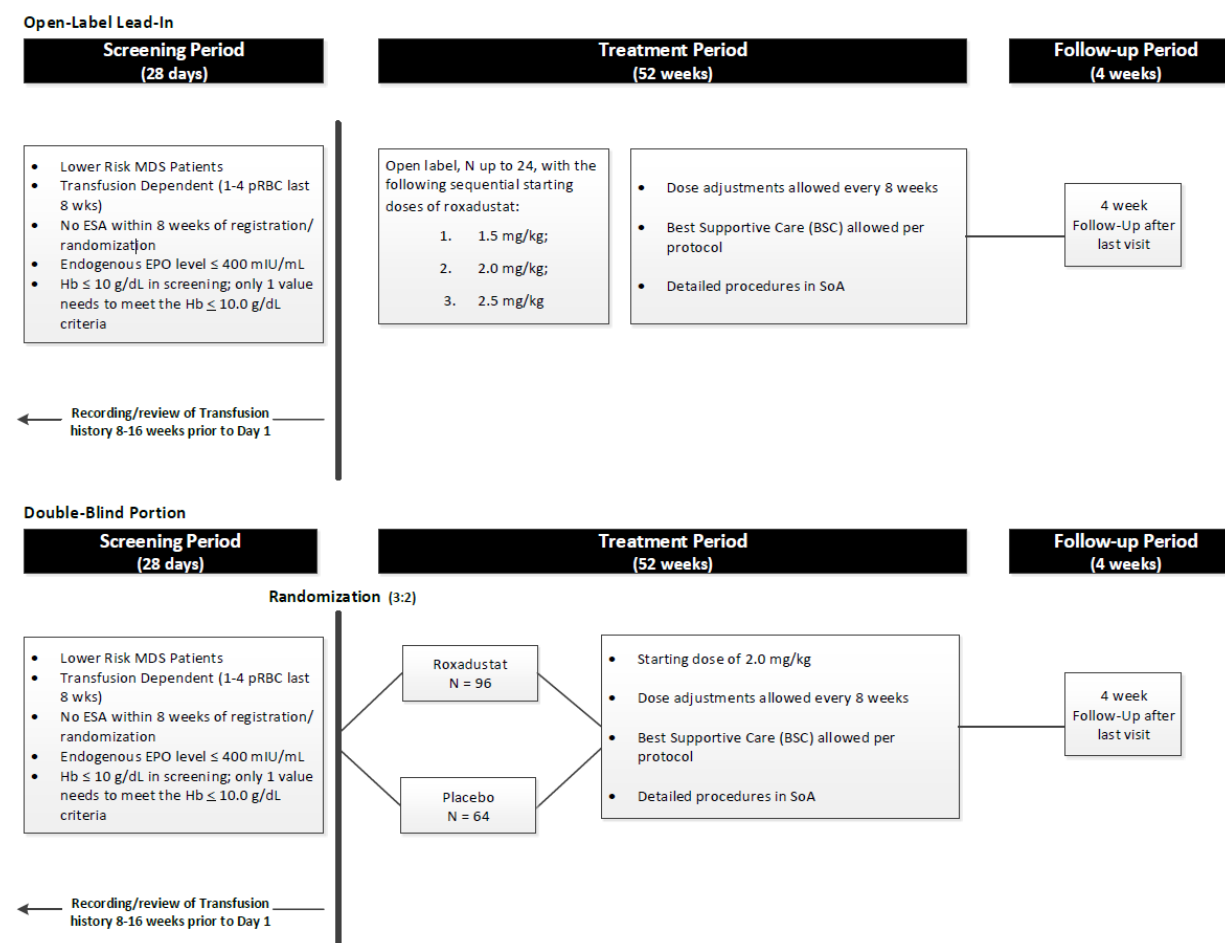 Open-Label Lead-In
Screening Period
(28 days)
Treatment Period
(52 weeks)
Follow-up Period
(4 weeks)
• Lower Risk MDS Patients
• Transfusion Dependent (1-4 pRBC last
8 wks)
• No ESA within 8 weeks of registration/
randomization
• Endogenous EPO level ≤ 400 mIU/mL
• Hb ≤ 10 g/dL in screening; only 1 value
needs to meet the Hb ≤ 10.0 g/dL
criteria
Open label, N up to 24, with the
following sequential starting
doses of roxadustat:
1. 1.5 mg/kg;
2. 2.0 mg/kg;
3. 2.5 mg/kg
• Dose adjustments allowed every 8 weeks
• Best Supportive Care (BSC) allowed per
protocol
• Detailed procedures in SoA
4 week
Follow-Up after
last visit
Recording/review of Transfusion
history 8-16 weeks prior to Day 1
Double-Blind Portion
Screening Period
(28 days)
Treatment Period
(52 weeks)
Follow-up Period
(4 weeks)
Randomization (3:2)
• Lower Risk MDS Patients
• Transfusion Dependent (1-4 pRBC last
8 wks)
• No ESA within 8 weeks of registration/
randomization
• Endogenous EPO level ≤ 400 mIU/mL
• Hb ≤ 10 g/dL in screening; only 1 value
needs to meet the Hb ≤ 10.0 g/dL
criteria
Roxadustat
N = 96
Placebo
N = 64
• Starting dose of 2.0 mg/kg
• Dose adjustments allowed every 8 weeks
• Best Supportive Care (BSC) allowed per
protocol
• Detailed procedures in SoA
4 week
Follow-Up after
last visit
Recording/review of Transfusion
history 8-16 weeks prior to Day 1